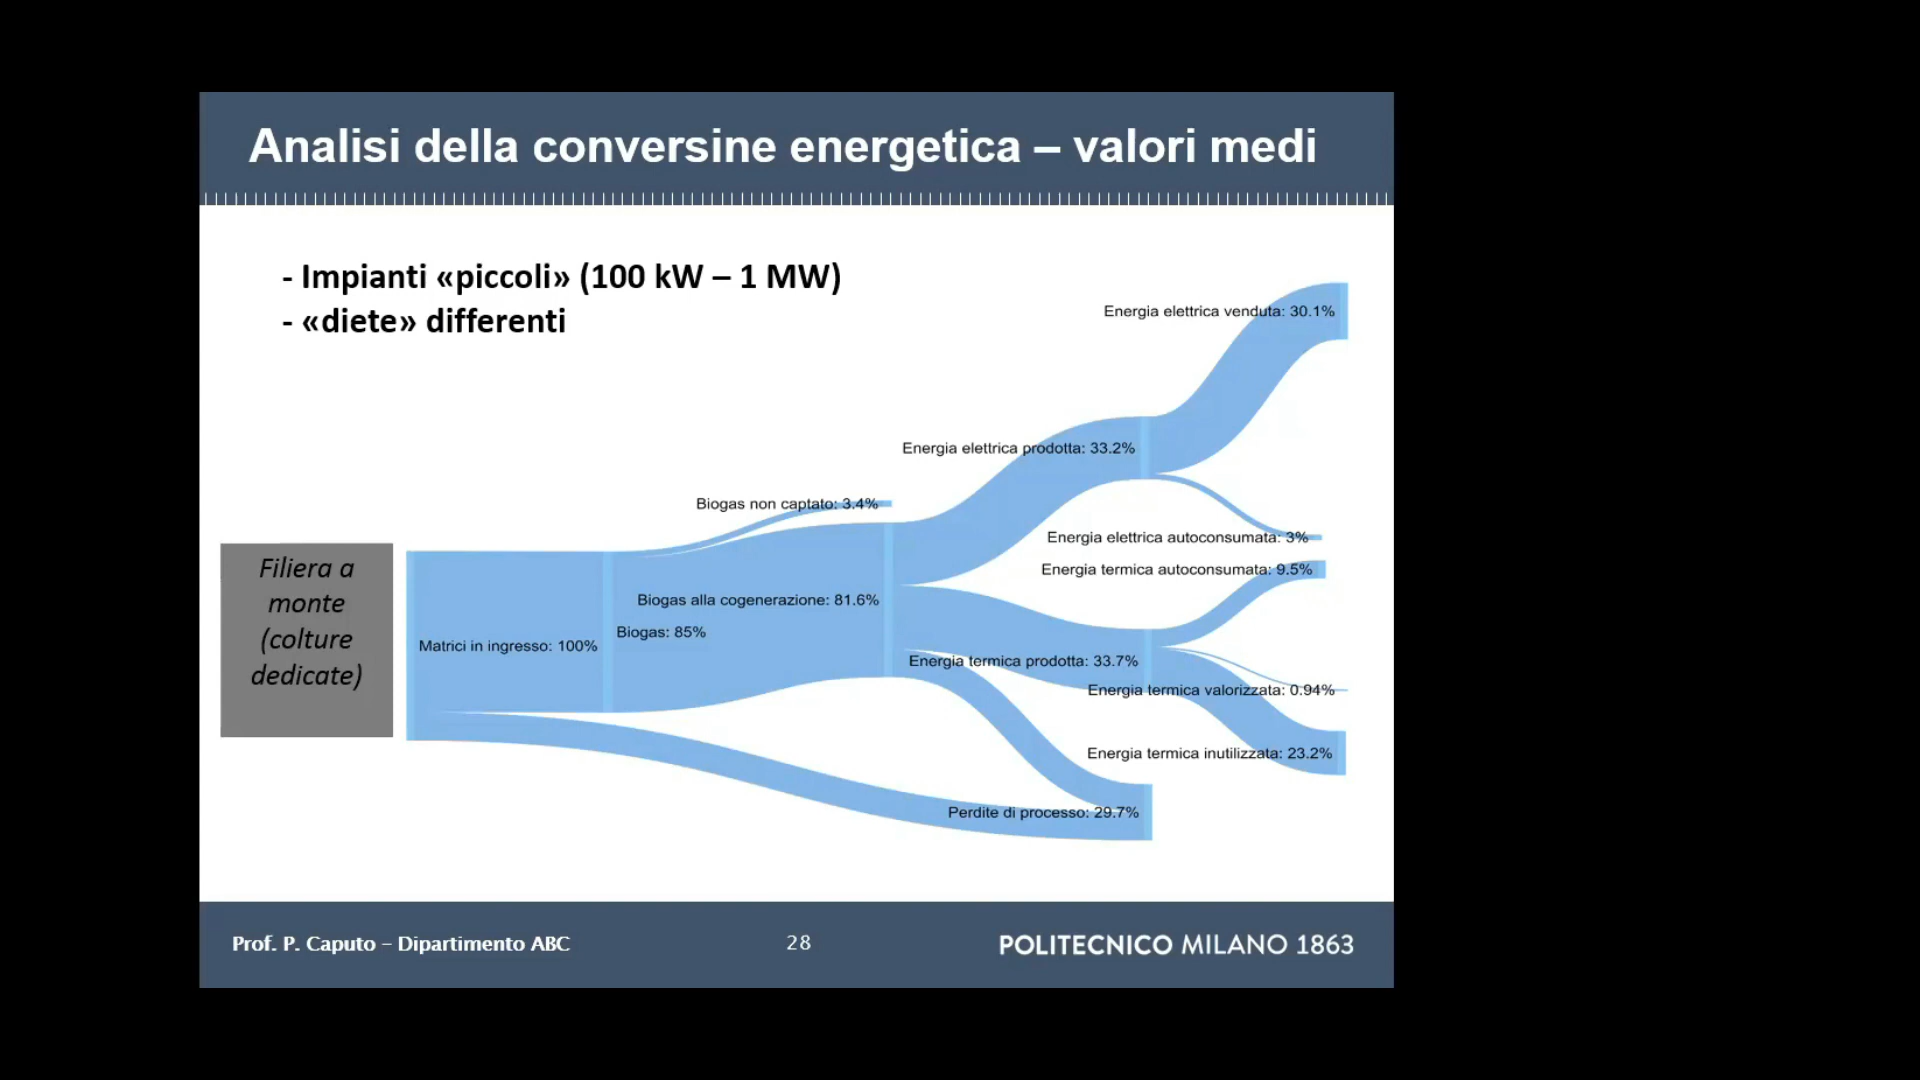 Analisi della conversine energetica – valori medi
- Impianti «piccoli» (100 kW – 1 MW)
- «diete» differenti
Energia elettrica venduta: 30.1%
Energia elettrica prodotta: 33.2%
Biogas non captato: 3.4%
Energia elettrica autoconsumata: 3%
Energia termica autoconsumata: 9.5%
Filiera a
monte
(colture
dedicate)
Matrici in ingresso: 100%
Biogas: 85%
Biogas alla cogenerazione: 81.6%
Energia termica prodotta: 33.7%
Energia termica valorizzata: 0.94%
Energia termica inutilizzata: 23.2%
Perdite di processo: 29.7%
Prof. P. Caputo – Dipartimento ABC
28
POLITECNICO MILANO 1863